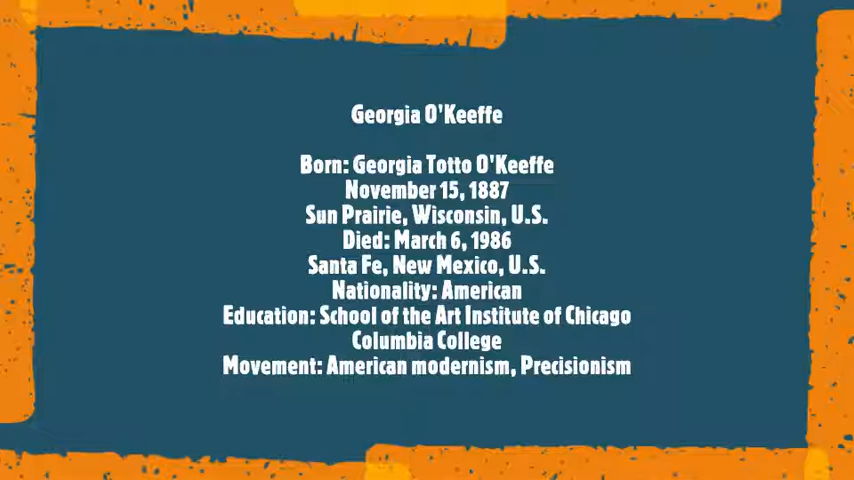 Georgia O'Keeffe
Born: Georgia Totto O'Keeffe
November 15, 1887
Sun Prairie, Wisconsin, U.S.
Died: March 6, 1986
Santa Fe, New Mexico, U.S.
Nationality: American
Education: School of the Art Institute of Chicago
Columbia College
Movement: American modernism, Precisionism